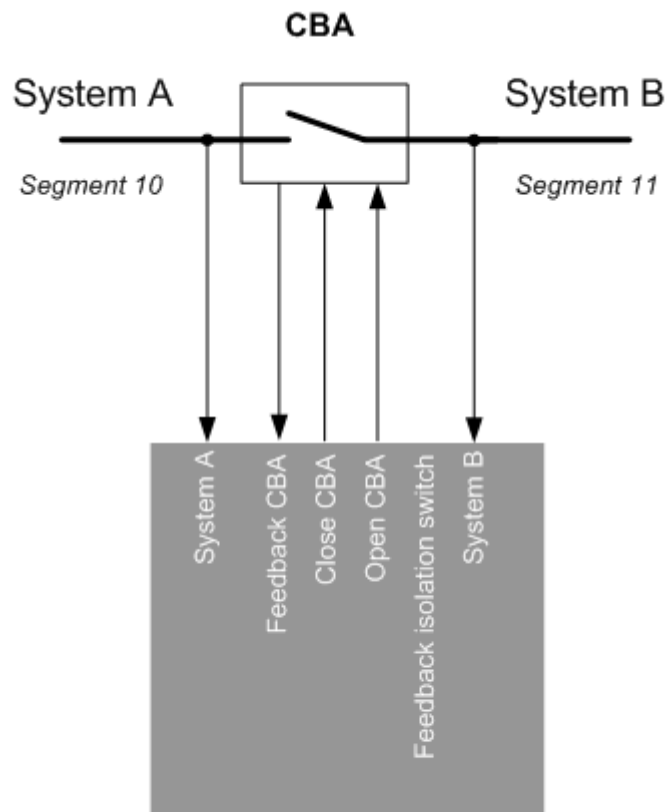 CBA
System A
System B
Segment 10
Segment 11
System A
Feedback CBA
Close CBA
Open CBA
Feedback isolation switch
System B